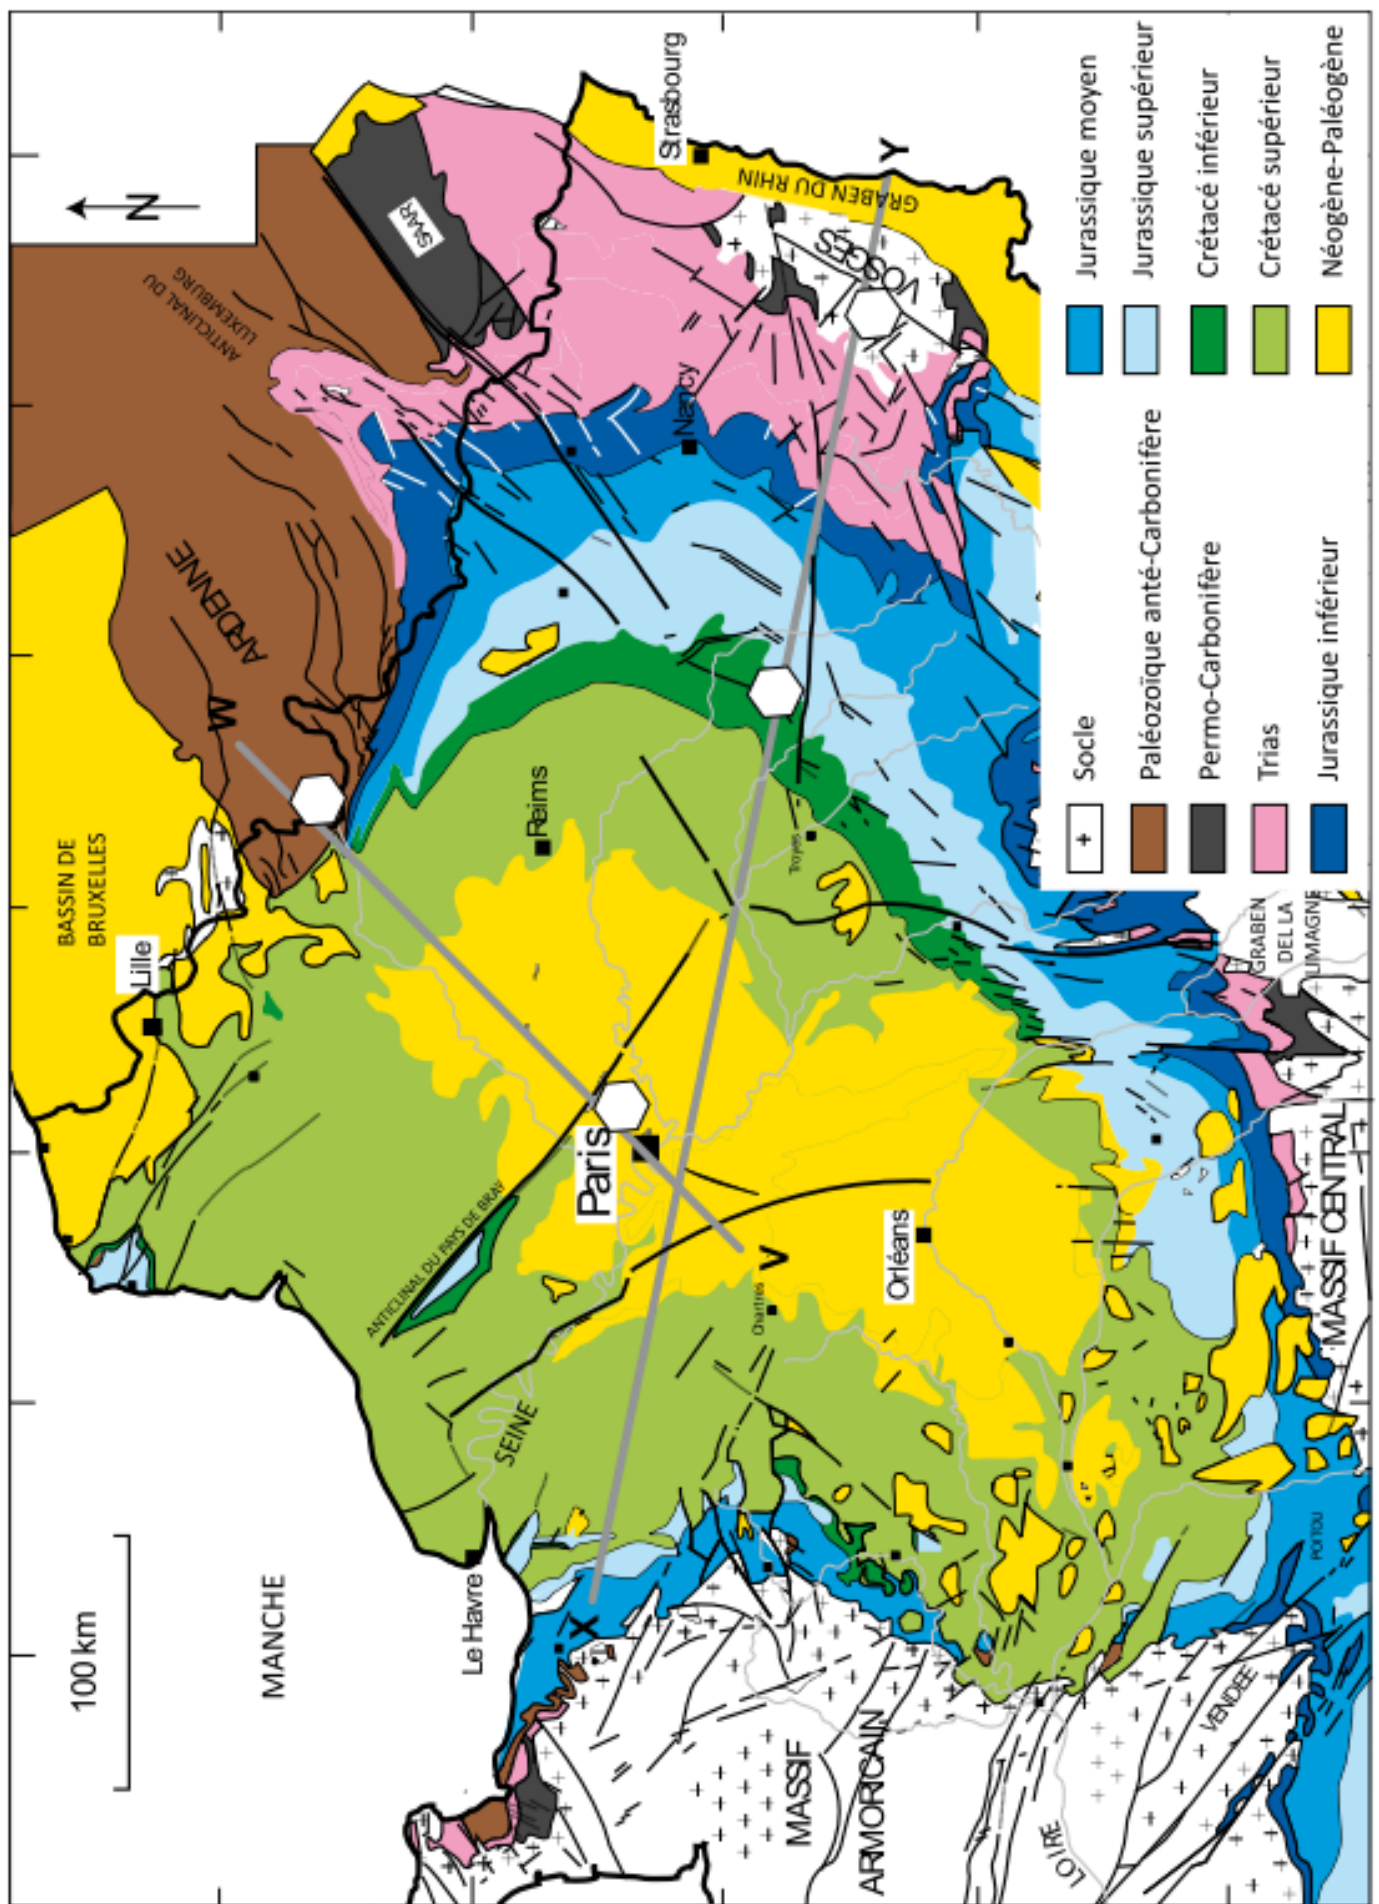 100 km
MANCHE
Le Havre
X
MASSIF
ARMORICAIN
LOIRE
VENDÉE
POITOU
SEINE
ANTICLINAL DU PAYS DE BRAY
Paris
Chartres
V
Orléans
MASSIF CENTRAL
Lille
BASSIN DE
BRUXELLES
Reims
Troyes
GRABEN
DEL LA
LIMAGNE
W
ARDENNE
ANTICLINAL DU
LUXEMBURG
SAAR
N
Nancy
VOSGES
Strasbourg
GRABEN DU RHIN
Y
+ Socle
Paléozoïque anté-Carbonifère
Permo-Carbonifère
Trias
Jurassique inférieur
Jurassique moyen
Jurassique supérieur
Crétacé inférieur
Crétacé supérieur
Néogène-Paléogène